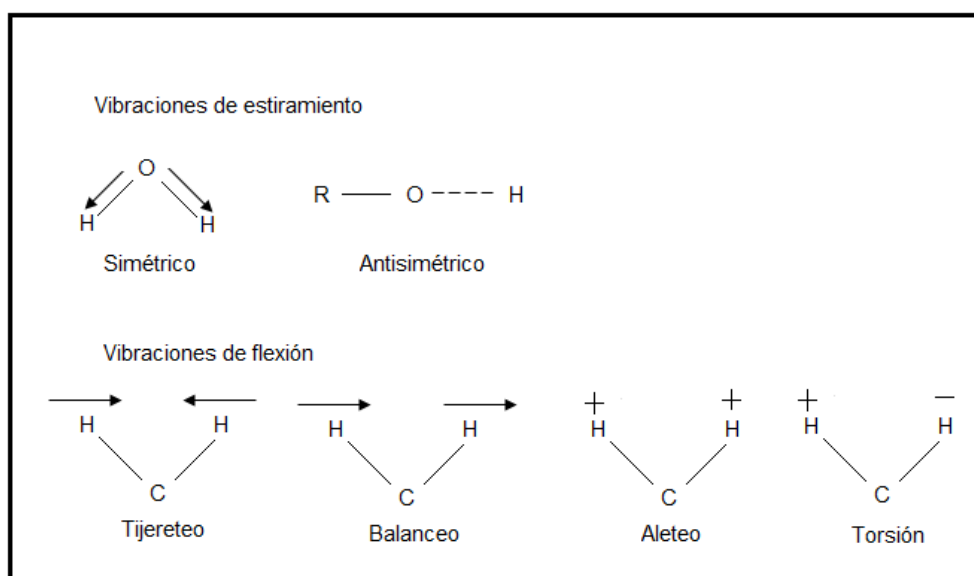 Vibraciones de estiramiento
O
H H
R O H
Simétrico Antisimétrico
Vibraciones de flexión
+ + + −
H H H H H H H H
C C C C
Tijereteo Balanceo Aleteo Torsión